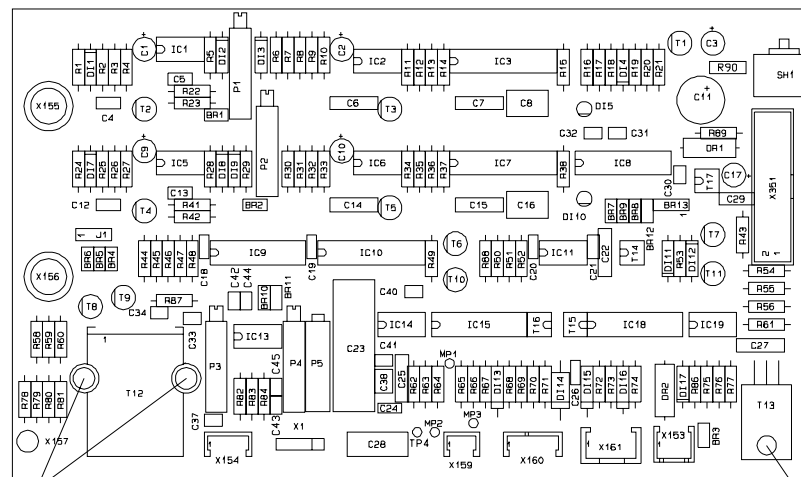 R1 DI1 R2 R3 R4 C1 IC1 R5 DI2 P1 DI3 R6 R7 R8 R9 R10 C2 IC2 R11 R12 R13 R14 IC3 R15 R16 R17 R18 DI4 R19 R20 R21 T1 C3 R90 SH1
X155 C4 T2 C5 R22 R23 BR1 C6 T3 C7 C8 DI5 C11
C32 C31 R89 DR1
R24 DI7 R25 R26 R27 C9 IC5 R28 DI8 DI9 R29 P2 R30 R31 R32 R33 C10 IC6 R34 R35 R36 R37 IC7 R38 IC8 C30 T17 C17 X351
C12 T4 C13 R41 R42 BR2 C14 T5 C15 C16 DI10 BR7 BR9 BR8 BR12 BR13 1 C29
1 J1 BR6 BR5 BR4 R44 R45 R46 R47 R48 C18 IC9 C19 IC10 R49 T6 R88 R50 R51 R52 C20 IC11 C21 C22 T14 DI11 R53 DI12 T7 R43 2 1
X156 T8 T9 R87 C34 C33 C42 C44 BR10 BR11 C40 T10 T11 R54
R55
R56
R58 R59 R60 1 P3 IC13 C45 P4 P5 C23 IC14 IC15 T16 T15 IC18 IC19 R61
C41 MP1 C27
R78 R79 R80 R81 T12 R82 R83 R84 C43 C38 C25 C24 R62 R63 R64 R65 R66 R67 DI13 R68 R69 R70 R71 DI14 C26 DI15 R72 R73 DI16 R74 DR2 DI17 R86 R75 R76 R77 T13
X157 C37 X154 X1 C28 TP4 MP2 MP3 X159 X160 X161 X153 BR3